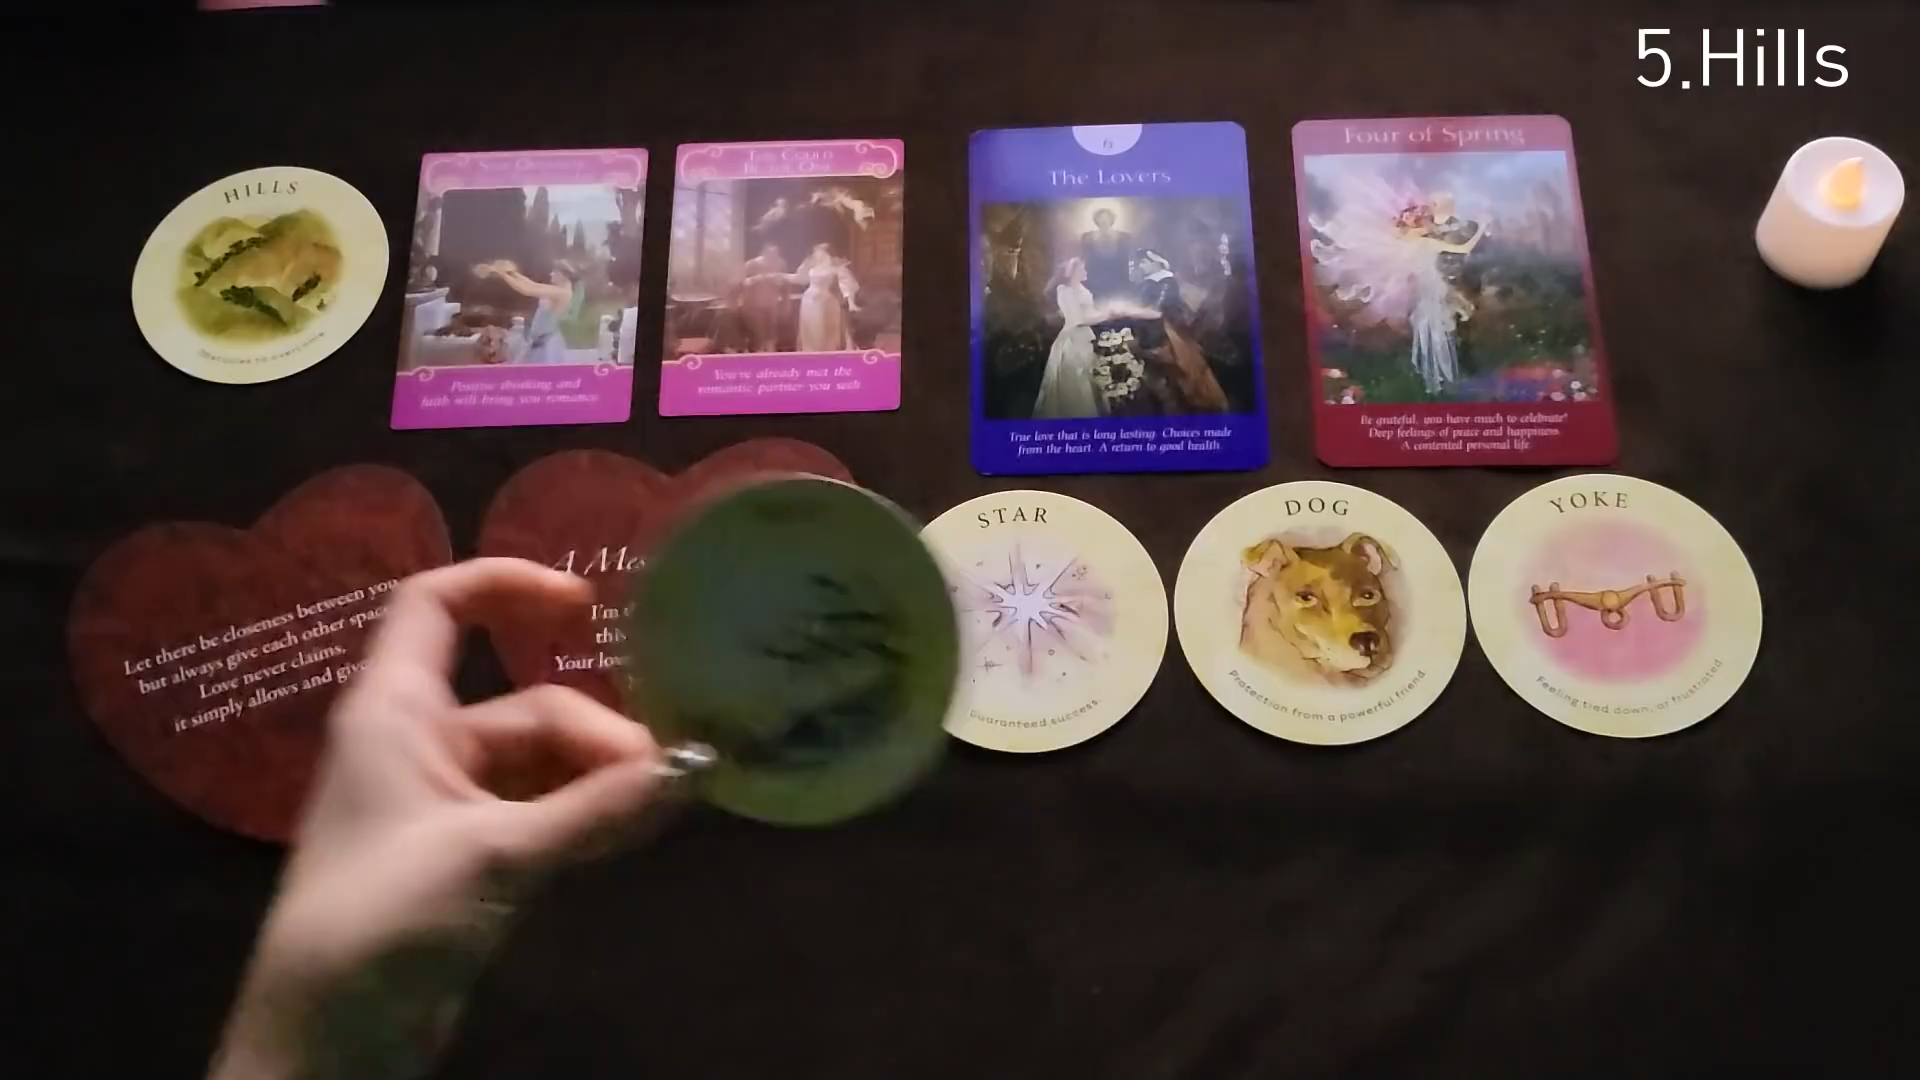 5.Hills
HILLS
Obstacles to overcome
Positive thinking and
faith will bring you romance
You've already met the
romantic partner you seek
6
The Lovers
True love that is long lasting. Choices made
from the heart. A return to good health.
Four of Spring
Be grateful, you have much to celebrate!
Deep feelings of peace and happiness.
A contented personal life.
Let there be closeness between you
but always give each other space
Love never claims,
it simply allows and
A
I'm
Your
STAR
Guaranteed success.
DOG
Protection from a powerful friend.
YOKE
Feeling tied down, or frustrated